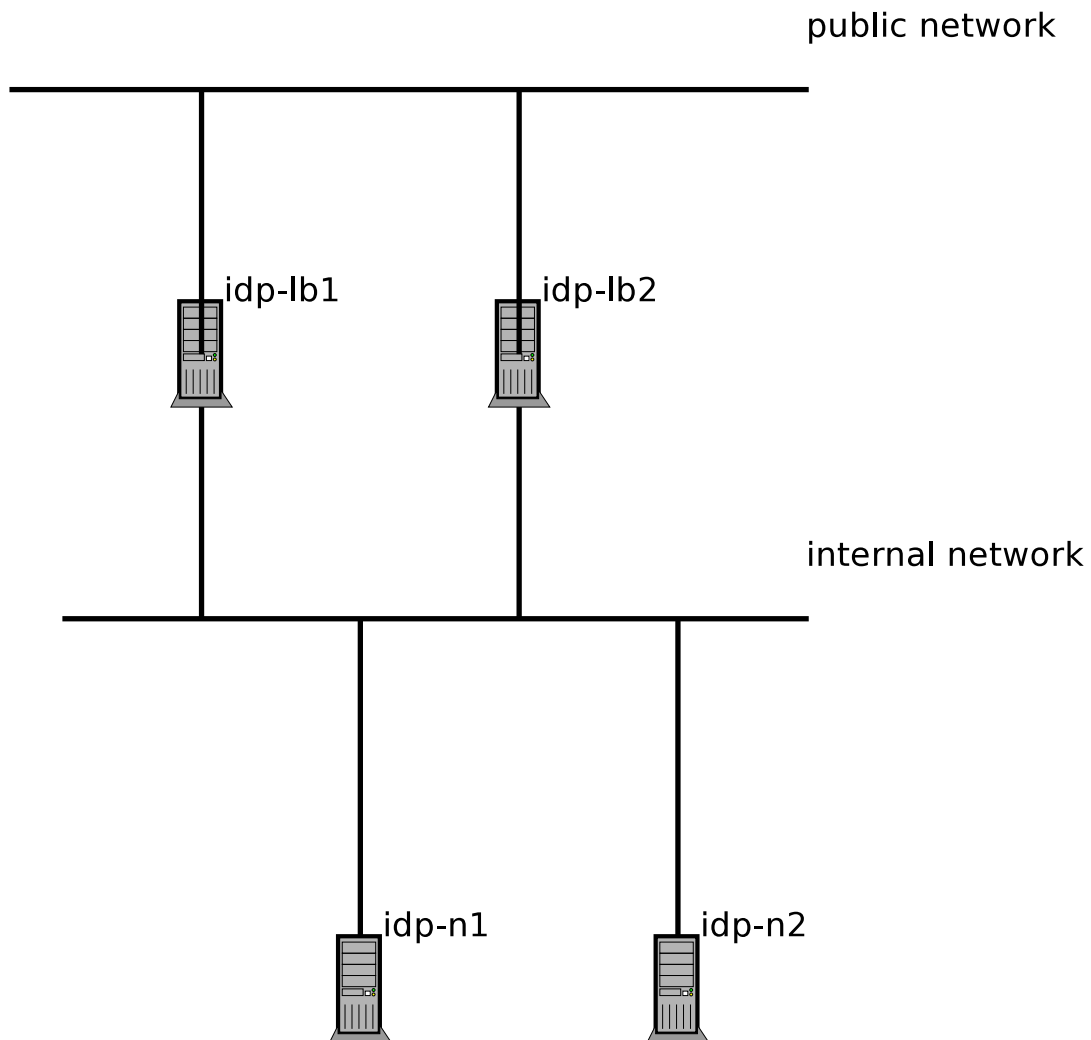 public network
idp-lb1
idp-lb2
internal network
idp-n1
idp-n2